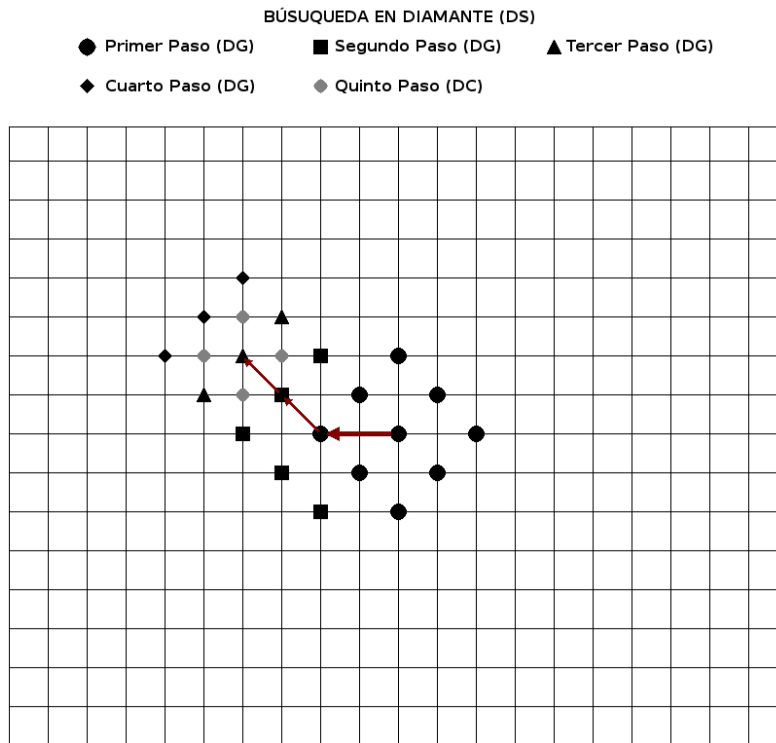 BÚSUQUEDA EN DIAMANTE (DS)
Primer Paso (DG) Segundo Paso (DG) Tercer Paso (DG)
Cuarto Paso (DG) Quinto Paso (DC)